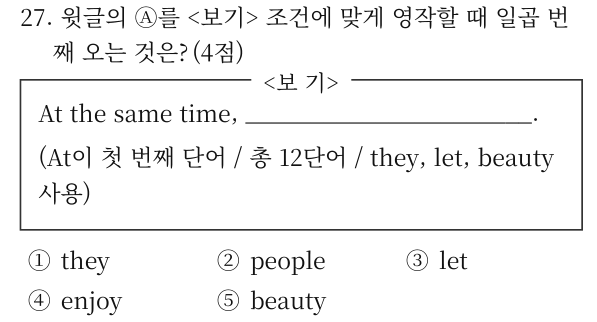 27. 윗글의 Ⓐ를 <보기> 조건에 맞게 영작할 때 일곱 번
째 오는 것은? (4점)
<보 기>
At the same time, ______________________.
(At이 첫 번째 단어 / 총 12단어 / they, let, beauty
사용)
① they ② people ③ let
④ enjoy ⑤ beauty